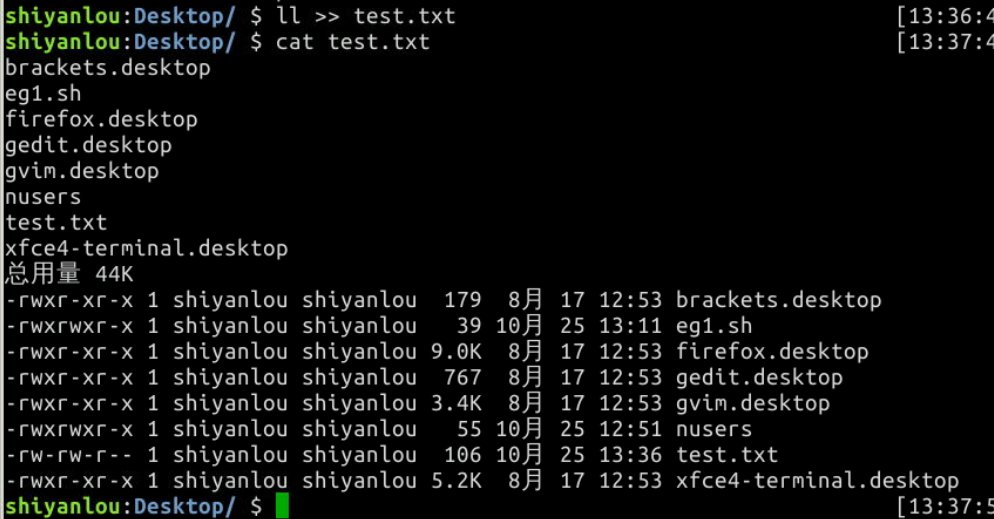 shiyanlou:Desktop/ $ ll >> test.txt [13:36:4
shiyanlou:Desktop/ $ cat test.txt [13:37:4
brackets.desktop
eg1.sh
firefox.desktop
gedit.desktop
gvim.desktop
nusers
test.txt
xfce4-terminal.desktop
总用量 44K
-rwxr-xr-x 1 shiyanlou shiyanlou  179  8月 17 12:53 brackets.desktop
-rwxrwxr-x 1 shiyanlou shiyanlou   39 10月 25 13:11 eg1.sh
-rwxr-xr-x 1 shiyanlou shiyanlou 9.0K  8月 17 12:53 firefox.desktop
-rwxr-xr-x 1 shiyanlou shiyanlou  767  8月 17 12:53 gedit.desktop
-rwxr-xr-x 1 shiyanlou shiyanlou 3.4K  8月 17 12:53 gvim.desktop
-rwxrwxr-x 1 shiyanlou shiyanlou   55 10月 25 12:51 nusers
-rw-rw-r-- 1 shiyanlou shiyanlou  106 10月 25 13:36 test.txt
-rwxr-xr-x 1 shiyanlou shiyanlou 5.2K  8月 17 12:53 xfce4-terminal.desktop
shiyanlou:Desktop/ $ [13:37:5